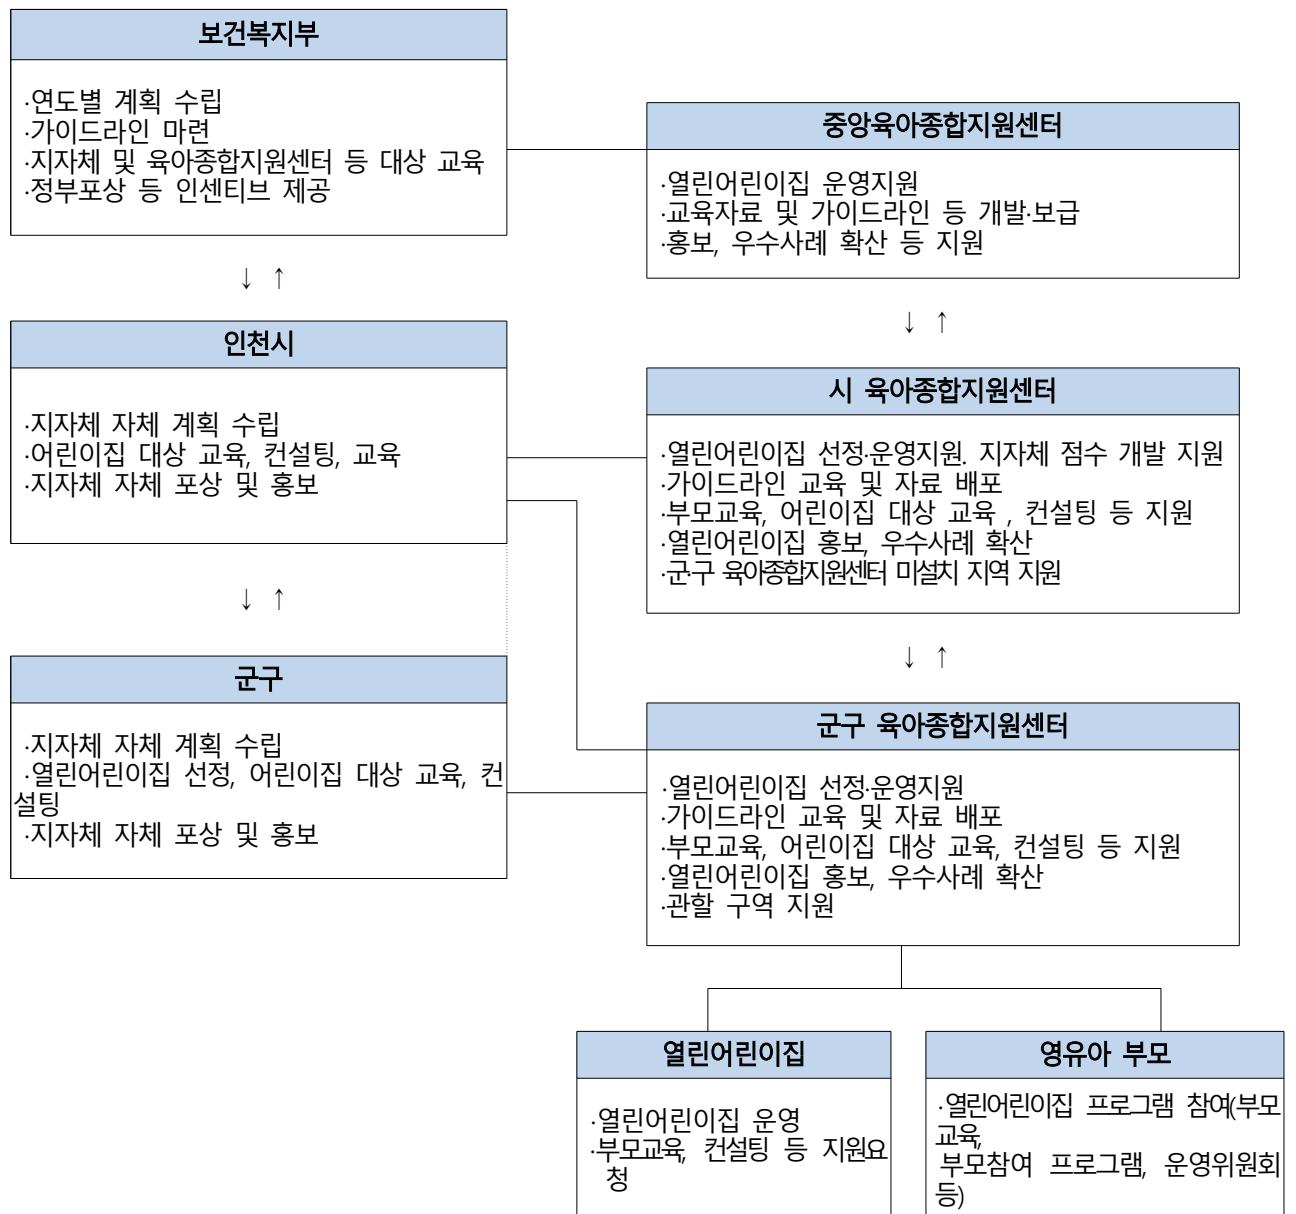 보건복지부
·연도별 계획 수립
·가이드라인 마련
·지자체 및 육아종합지원센터 등 대상 교육
·정부포상 등 인센티브 제공
중앙육아종합지원센터
·열린어린이집 운영지원
·교육자료 및 가이드라인 등 개발·보급
·홍보, 우수사례 확산 등 지원
↓ ↑
↓ ↑
인천시
·지자체 자체 계획 수립
·어린이집 대상 교육, 컨설팅, 교육
·지자체 자체 포상 및 홍보
시 육아종합지원센터
·열린어린이집 선정·운영지원. 지자체 점수 개발 지원
·가이드라인 교육 및 자료 배포
·부모교육, 어린이집 대상 교육 , 컨설팅 등 지원
·열린어린이집 홍보, 우수사례 확산
·군·구 육아종합지원센터 미설치 지역 지원
↓ ↑
↓ ↑
군구
·지자체 자체 계획 수립
·열린어린이집 선정, 어린이집 대상 교육, 컨
설팅
·지자체 자체 포상 및 홍보
군구 육아종합지원센터
·열린어린이집 선정·운영지원
·가이드라인 교육 및 자료 배포
·부모교육, 어린이집 대상 교육, 컨설팅 등 지원
·열린어린이집 홍보, 우수사례 확산
·관할 구역 지원
열린어린이집
·열린어린이집 운영
·부모교육, 컨설팅 등 지원요
청
영유아 부모
·열린어린이집 프로그램 참여(부모
교육,
부모참여 프로그램, 운영위원회
등)